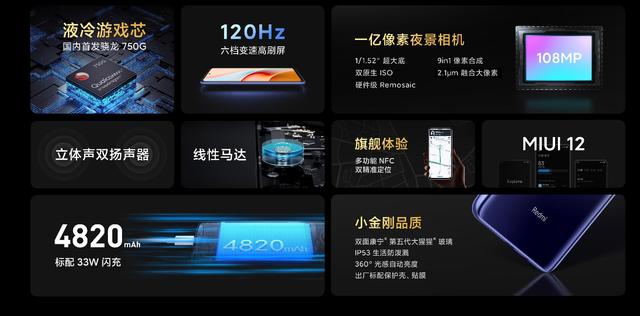 液冷游戏芯
国内首发骁龙 750G
750G
Qualcomm
snapdragon
120Hz
六档变速高刷屏
一亿像素夜景相机
1/1.52" 超大底
9in1 像素合成
双原生 ISO
2.1μm 融合大像素
硬件级 Remosaic
108MP
立体声双扬声器
线性马达
旗舰体验
多功能 NFC
双精准定位
MIUI 12
83
4820mAh
标配 33W 闪充
4820mAh
小金刚品质
双面康宁® 第五代大猩猩® 玻璃
IP53 生活防泼溅
360° 光感自动亮度
出厂标配保护壳、贴膜
Redmi